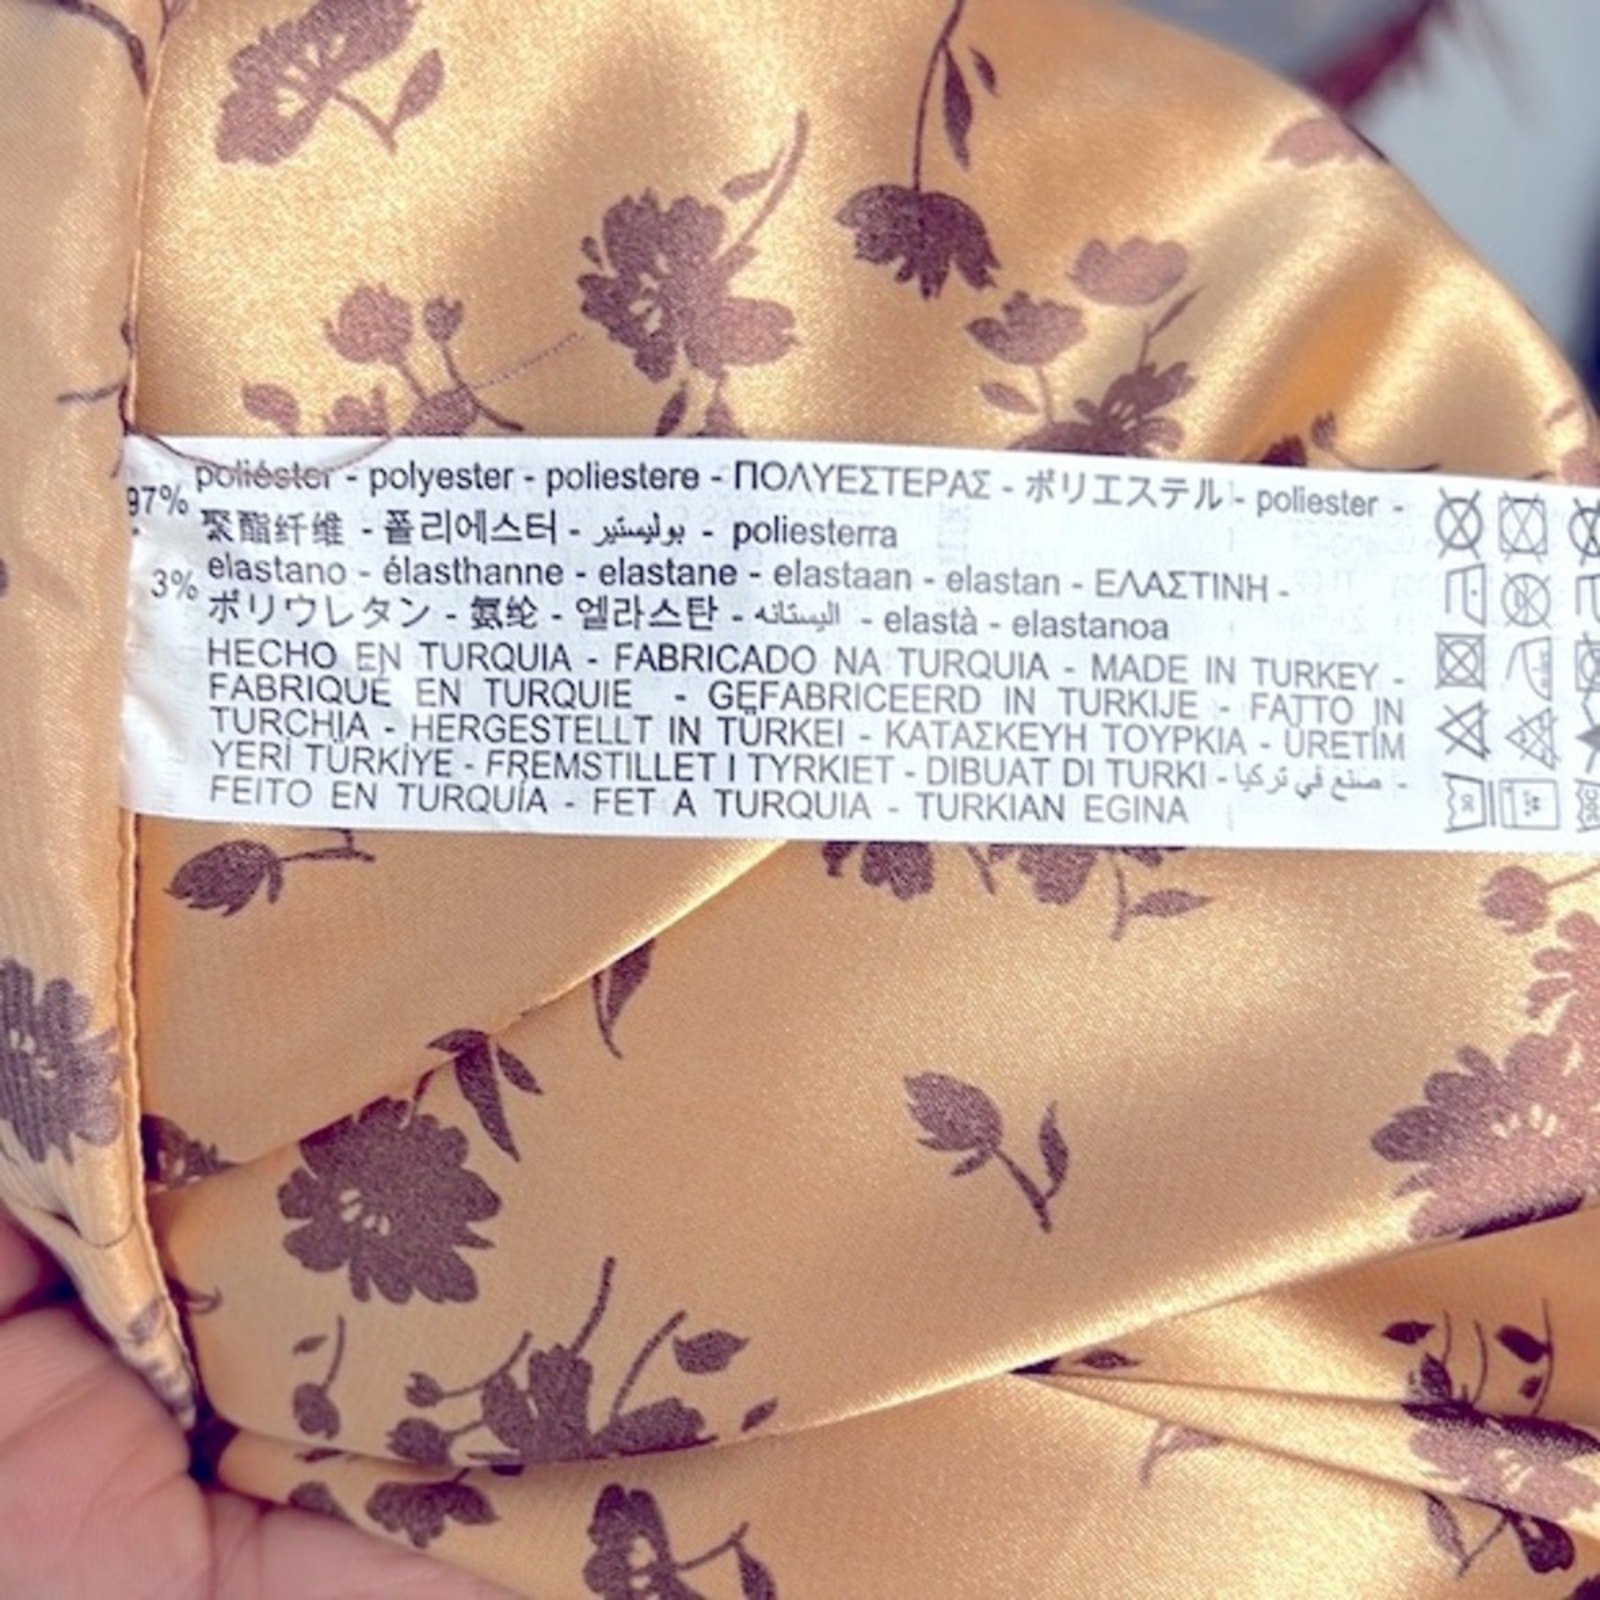 97% poliéster - polyester - poliestere - ΠΟΛΥΕΣΤΕΡΑΣ - ポリエステル - poliester -
聚酯纤维 - 폴리에스터 - بوليستير - poliesterra
3% elastano - élasthanne - elastane - elastaan - elastan - ΕΛΑΣΤΙΝΗ -
ポリウレタン - 氨纶 - 엘라스탄 - اليستانه - elastà - elastanoa
HECHO EN TURQUIA - FABRICADO NA TURQUIA - MADE IN TURKEY -
FABRIQUÉ EN TURQUIE - GEFABRICEERD IN TURKIJE - FATTO IN
TURCHIA - HERGESTELLT IN TÜRKEI - ΚΑΤΑΣΚΕΥΗ ΤΟΥΡΚΙΑ - ÜRETİM
YERİ TÜRKİYE - FREMSTILLET I TYRKIET - DIBUAT DI TURKI - صنع في تركيا -
FEITO EN TURQUÍA - FET A TURQUIA - TURKIAN EGINA